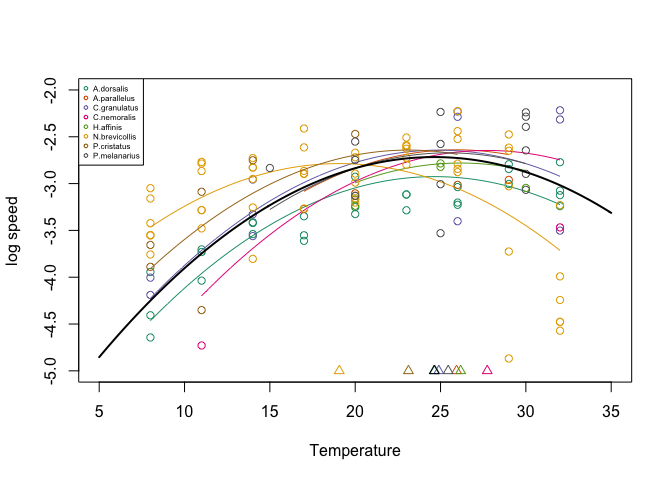 A.dorsalis
A.parallelus
C.granulatus
C.nemoralis
H.affinis
N.brevicollis
P.cristatus
P.melanarius
log speed
-2.0
-2.5
-3.0
-3.5
-4.0
-4.5
-5.0
5 10 15 20 25 30 35
Temperature